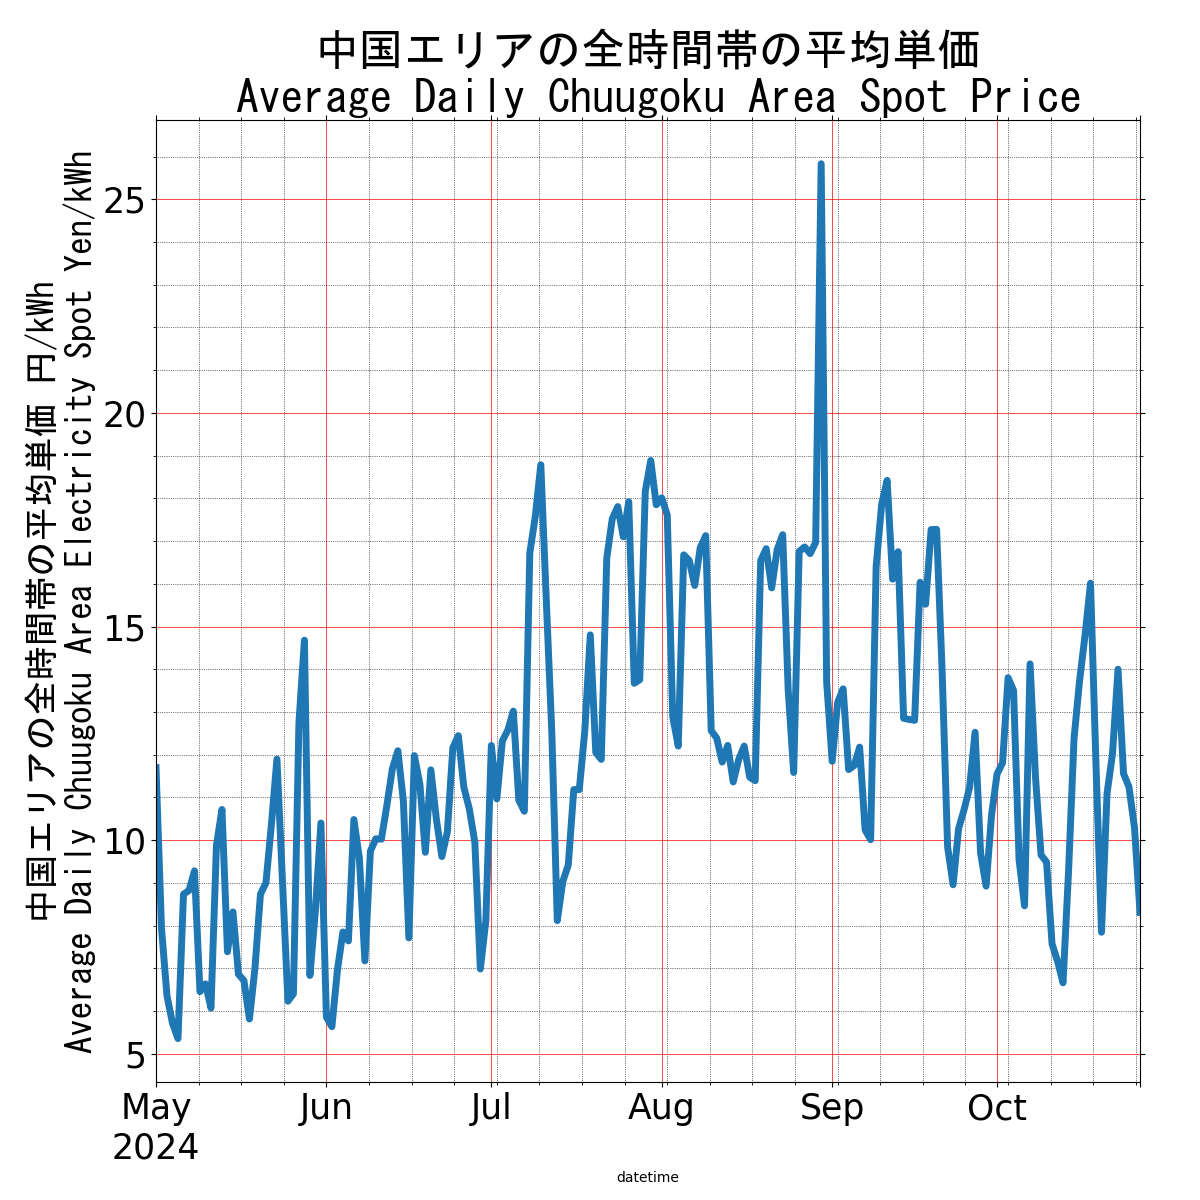 中国エリアの全時間帯の平均単価
Average Daily Chuugoku Area Spot Price
中国エリアの全時間帯の平均単価 円/kWh
Average Daily Chuugoku Area Electricity Spot Yen/kWh
25
20
15
10
5
May
2024
Jun
Jul
Aug
Sep
Oct
datetime